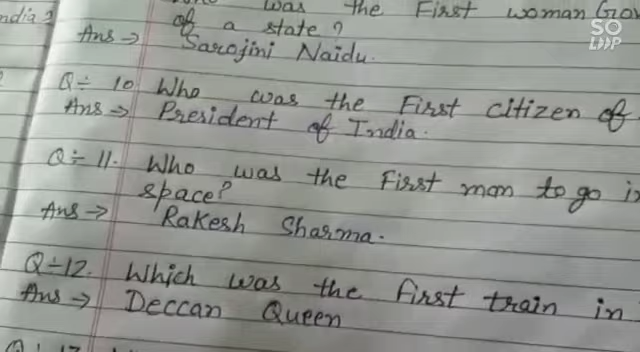 was the First woman
ndia?
of a state?
Ans → Sarojini Naidu.
Q÷ 10 Who was the First citizen of
Ans → President of India.
Q÷ 11. Who was the First man to go
space?
Ans → Rakesh Sharma.
Q÷12. Which was the first train in
Ans → Deccan Queen
SO
LOOP